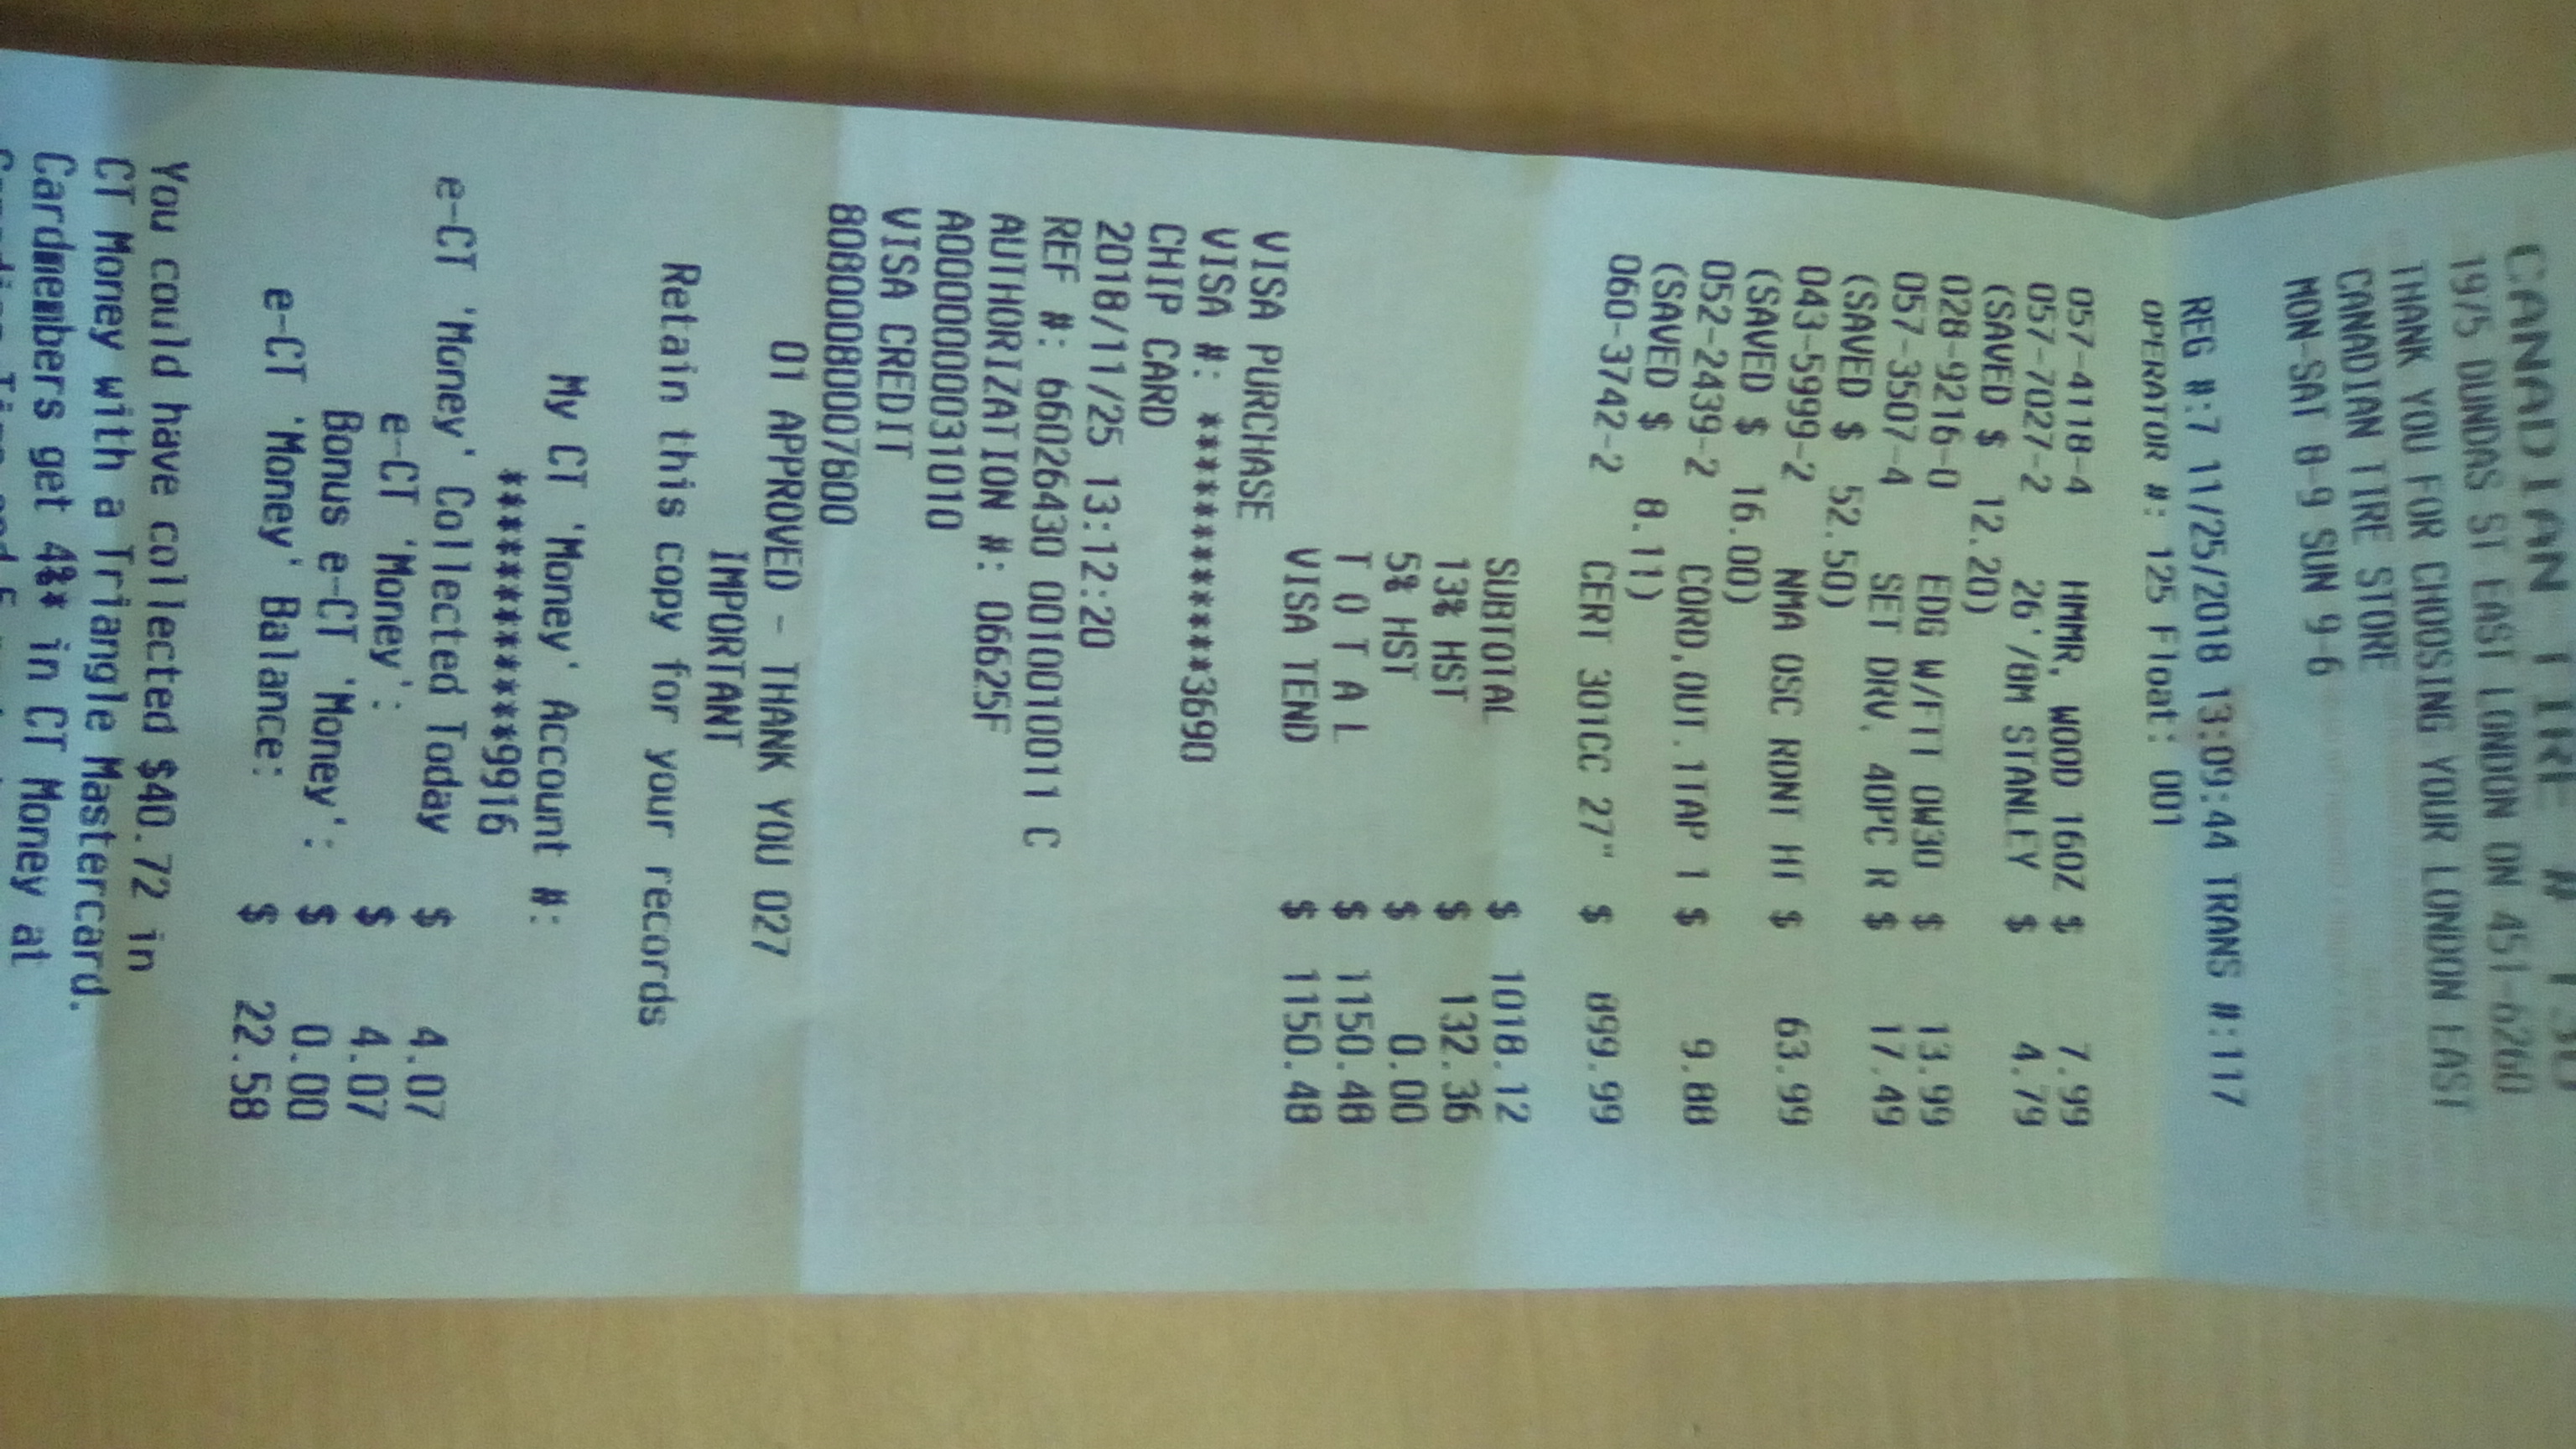 CANADIAN TIRE #
1975 DUNDAS ST EAST LONDON ON 451-6260
THANK YOU FOR CHOOSING YOUR LONDON EAST
CANADIAN TIRE STORE
MON-SAT 8-9 SUN 9-6
REG #:7 11/25/2018 13:09:44 TRANS #:117
OPERATOR #: 125 Float: 001
057-4118-4 HMMR, WOOD 16OZ $ 7.99
057-7027-2 26'/8M STANLEY $ 4.79
(SAVED $ 12.20)
028-9216-0 EDG W/FTT OW30 $ 13.99
057-3507-4 SET DRV, 40PC R $ 17.49
(SAVED $ 52.50)
043-5999-2 NMA OSC RDNT HI $ 63.99
(SAVED $ 16.00)
052-2439-2 CORD,OUT.1TAP 1 $ 9.88
(SAVED $ 8.11)
060-3742-2 CERT 301CC 27" $ 899.99
SUBTOTAL $ 1018.12
13% HST $ 132.36
5% HST $ 0.00
T O T A L $ 1150.48
VISA TEND $ 1150.48
VISA PURCHASE
VISA #: ************3690
CHIP CARD
2018/11/25 13:12:20
REF #: 66026430 0010010011 C
AUTHORIZATION #: 06625F
A0000000031010
VISA CREDIT
80800080007800
01 APPROVED - THANK YOU 027
IMPORTANT
Retain this copy for your records
My CT 'Money' Account #:
************9916
e-CT 'Money' Collected Today $ 4.07
e-CT 'Money': $ 4.07
Bonus e-CT 'Money': $ 0.00
e-CT 'Money' Balance: $ 22.58
You could have collected $40.72 in
CT Money with a Triangle Mastercard.
Cardmembers get 4%* in CT Money at